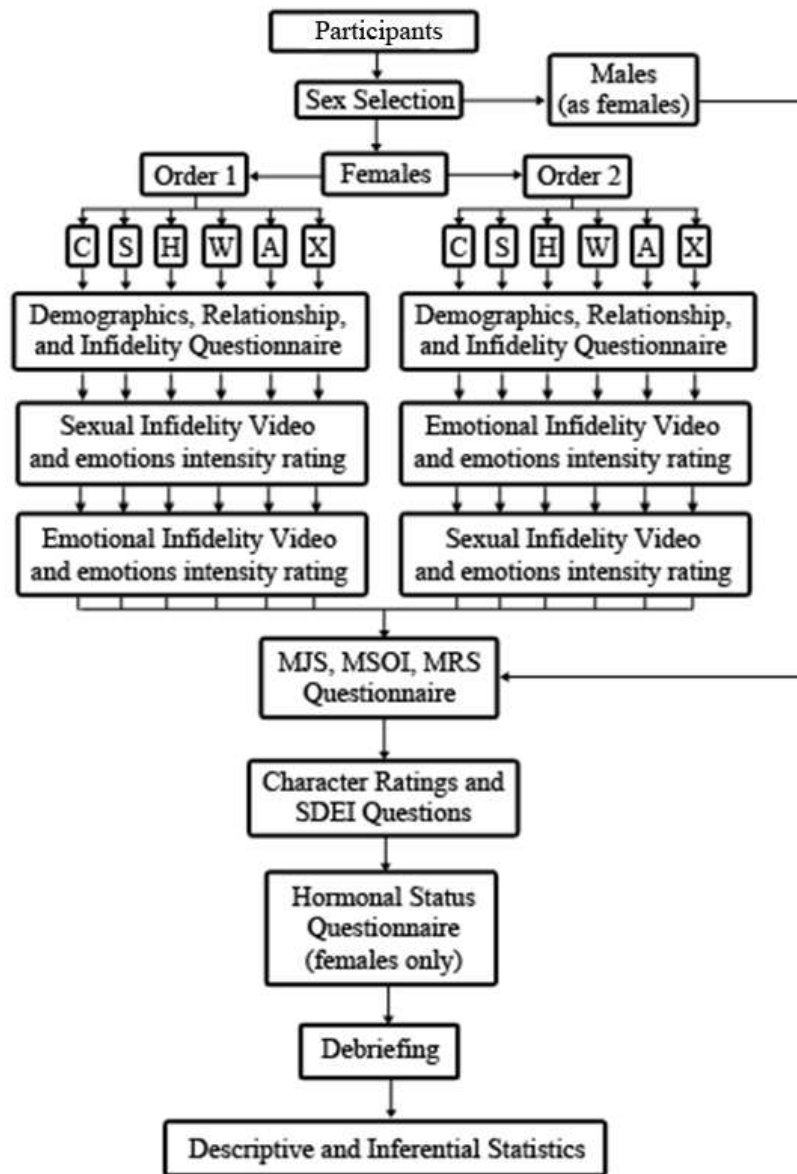 Participants
Sex Selection
Males
(as females)
Order 1
Females
Order 2
C
S
H
W
A
X
C
S
H
W
A
X
Demographics, Relationship,
and Infidelity Questionnaire
Demographics, Relationship,
and Infidelity Questionnaire
Sexual Infidelity Video
and emotions intensity rating
Emotional Infidelity Video
and emotions intensity rating
Emotional Infidelity Video
and emotions intensity rating
Sexual Infidelity Video
and emotions intensity rating
MJS, MSOI, MRS
Questionnaire
Character Ratings and
SDEI Questions
Hormonal Status
Questionnaire
(females only)
Debriefing
Descriptive and Inferential Statistics